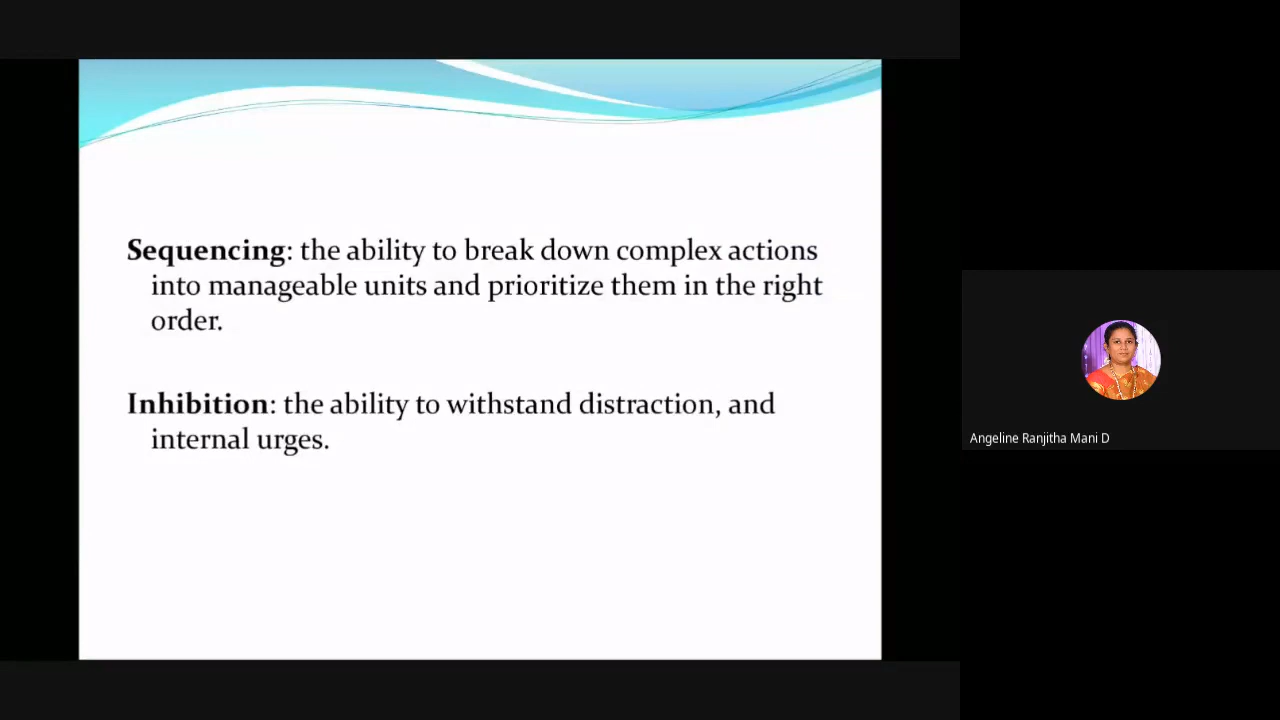 Sequencing: the ability to break down complex actions
into manageable units and prioritize them in the right
order.
Inhibition: the ability to withstand distraction, and
internal urges.
Angeline Ranjitha Mani D